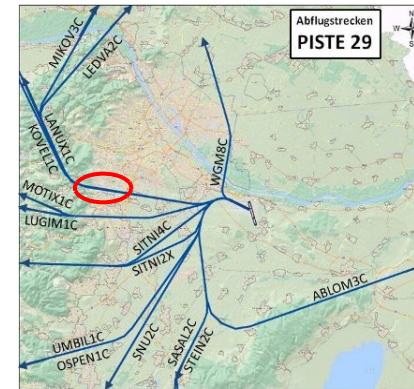 Abflugstrecken
PISTE 29
N
W
S
MIKOV3C
LEDVA2C
LANUX1C
KOVEL1C
WGM8C
MOTIX1C
LUGIM1C
SITNI4C
SITNI2X
ABLOM3C
UMBIL1C
OSPEN1C
SNU2C
SASAL2C
STEIN2C